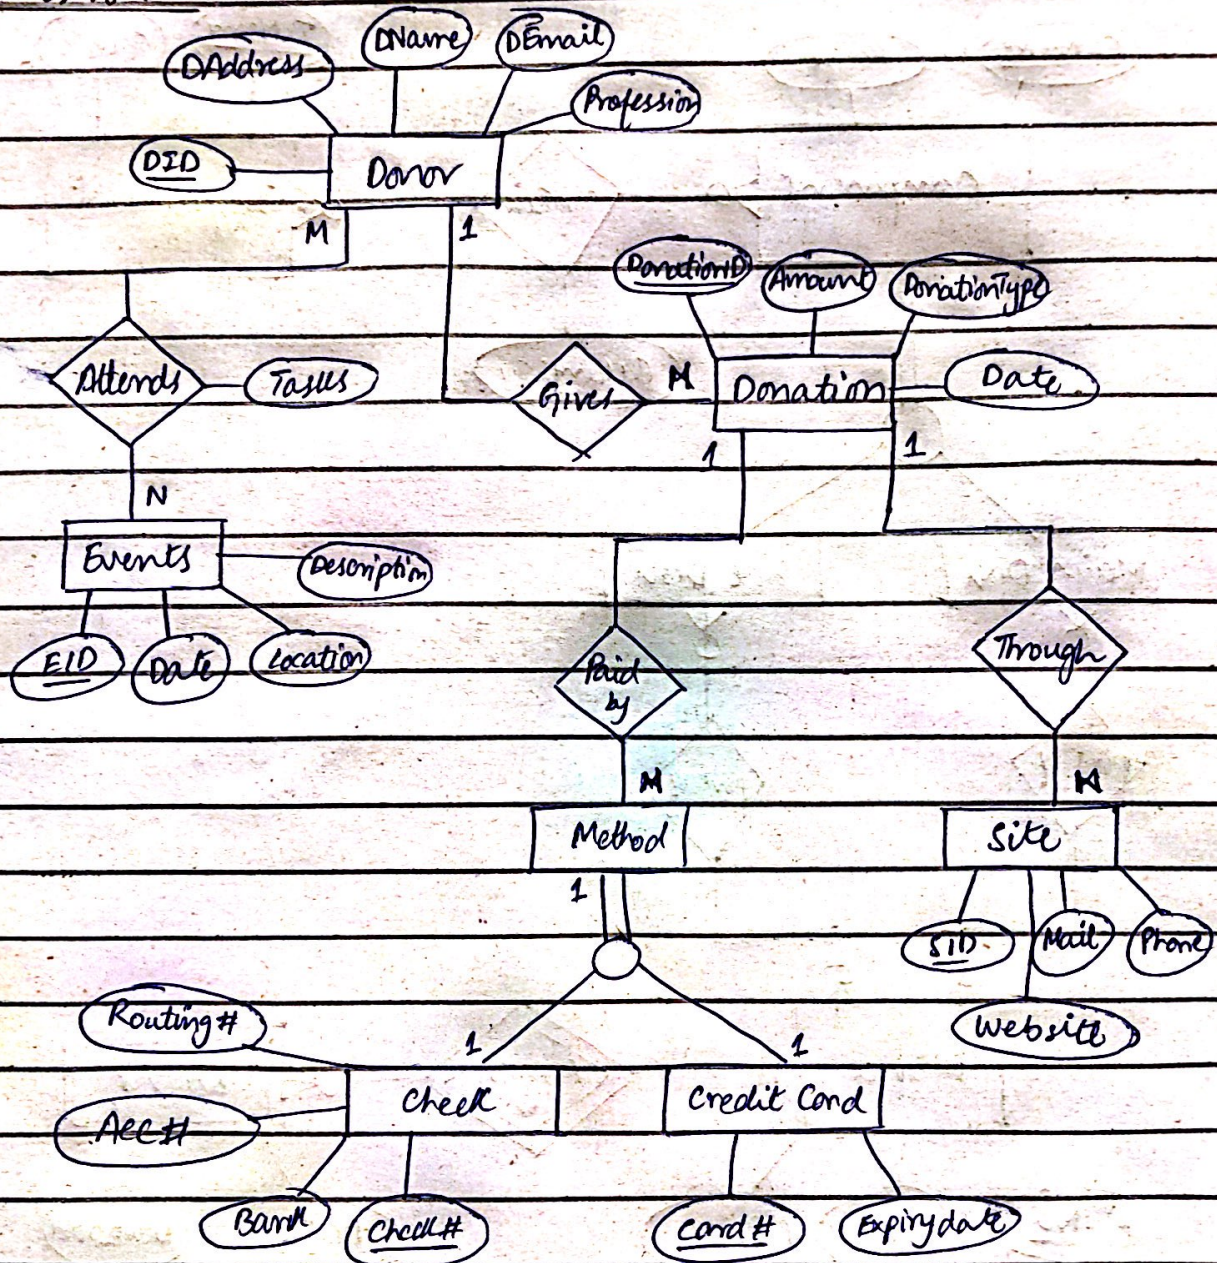 DName
DEmail
DAddress
Profession
DID
Donor
M
1
DonationID
Amount
DonationType
Attends
Tasks
Gives
M
Donation
Date
1
1
N
Events
Description
EID
Date
Location
Paid
by
Through
M
M
Method
Site
1
SID
Mail
Phone
Routing#
Website
1
1
Check
Credit Card
Acc#
Bank
Check#
Card#
Expirydate